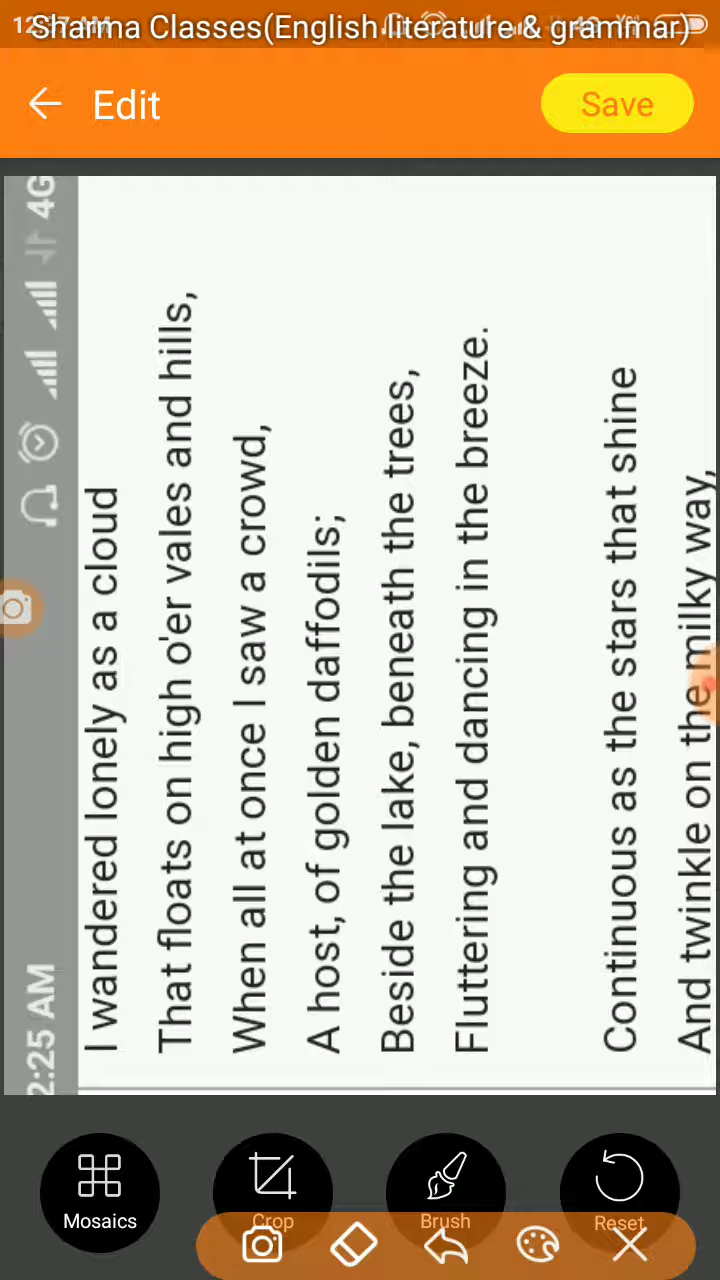 Sharma Classes(English literature & grammar)
Edit
Save
4G
2:25 AM
I wandered lonely as a cloud
That floats on high o'er vales and hills,
When all at once I saw a crowd,
A host, of golden daffodils;
Beside the lake, beneath the trees,
Fluttering and dancing in the breeze.
Continuous as the stars that shine
And twinkle on the milky way,
Mosaics
Crop
Brush
Reset